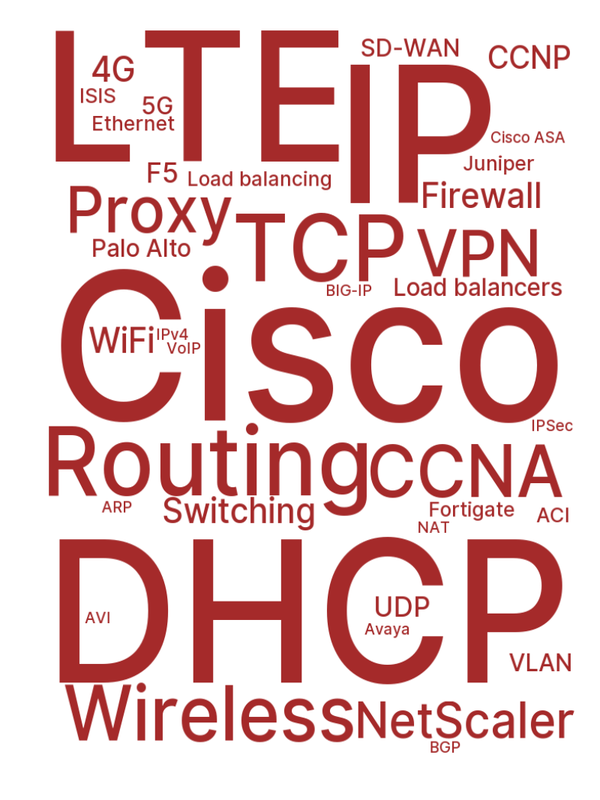 LTE
IP
SD-WAN
CCNP
4G
ISIS
5G
Ethernet
Cisco ASA
Juniper
F5
Load balancing
Firewall
Proxy
TCP
VPN
Palo Alto
BIG-IP
Load balancers
Cisco
WiFi
IPv4
VoIP
IPSec
Routing
CCNA
ARP
Switching
Fortigate
ACI
NAT
DHCP
UDP
AVI
Avaya
VLAN
Wireless
NetScaler
BGP